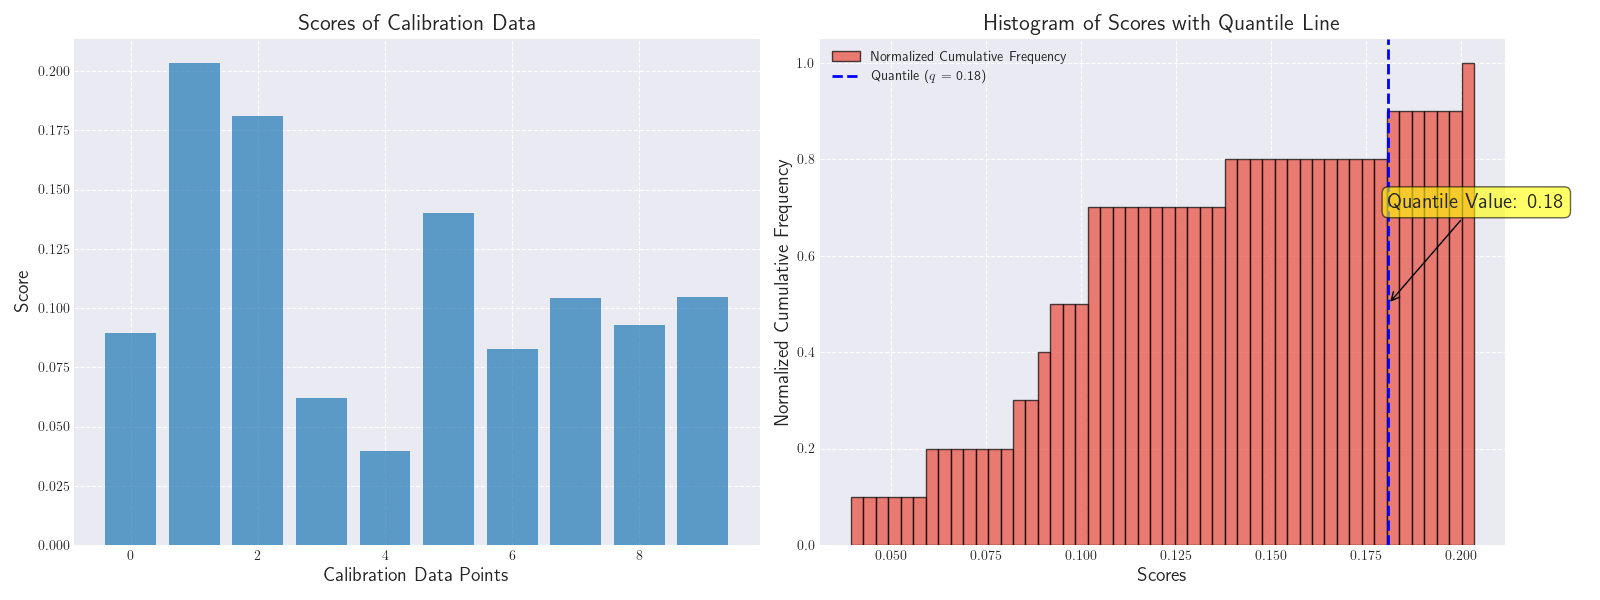 Scores of Calibration Data
Score
0.200
0.175
0.150
0.125
0.100
0.075
0.050
0.025
0.000
0 2 4 6 8
Calibration Data Points
Histogram of Scores with Quantile Line
Normalized Cumulative Frequency
Quantile (q = 0.18)
Quantile Value: 0.18
Normalized Cumulative Frequency
1.0
0.8
0.6
0.4
0.2
0.0
0.050 0.075 0.100 0.125 0.150 0.175 0.200
Scores